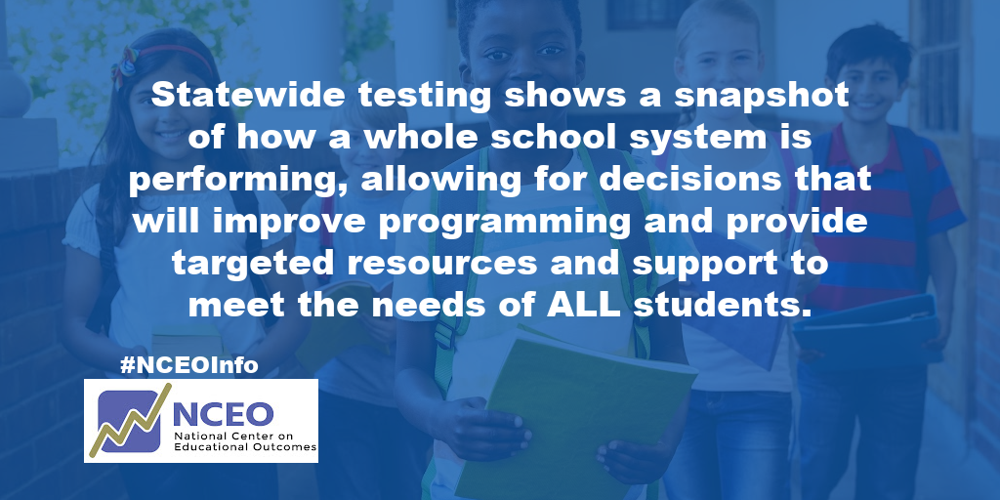 Statewide testing shows a snapshot
of how a whole school system is
performing, allowing for decisions that
will improve programming and provide
targeted resources and support to
meet the needs of ALL students.
#NCEOInfo
NCEO
National Center on
Educational Outcomes